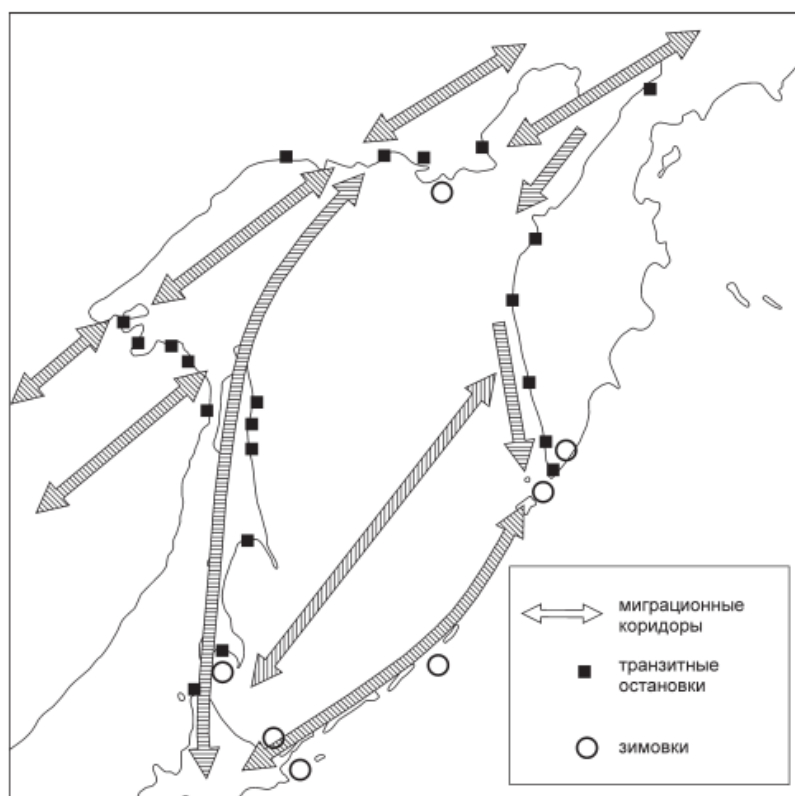 миграционные
коридоры
транзитные
остановки
зимовки